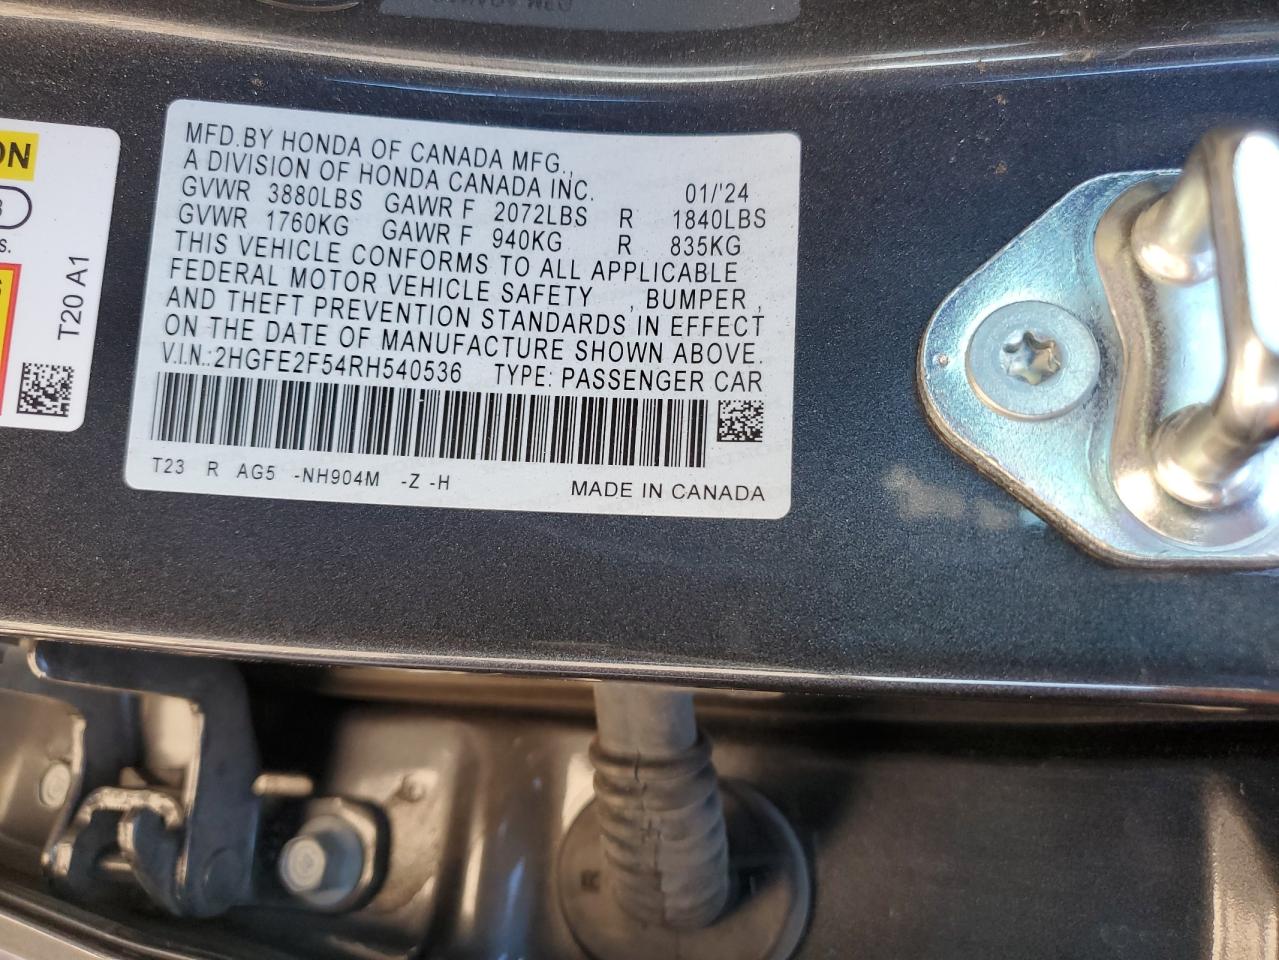 MFD.BY HONDA OF CANADA MFG.,
A DIVISION OF HONDA CANADA INC. 01/'24
GVWR 3880LBS GAWR F 2072LBS R 1840LBS
GVWR 1760KG GAWR F 940KG R 835KG
THIS VEHICLE CONFORMS TO ALL APPLICABLE
FEDERAL MOTOR VEHICLE SAFETY , BUMPER ,
AND THEFT PREVENTION STANDARDS IN EFFECT
ON THE DATE OF MANUFACTURE SHOWN ABOVE.
V.I.N.:2HGFE2F54RH540536 TYPE: PASSENGER CAR
T23 R AG5 -NH904M -Z -H MADE IN CANADA
T20 A1